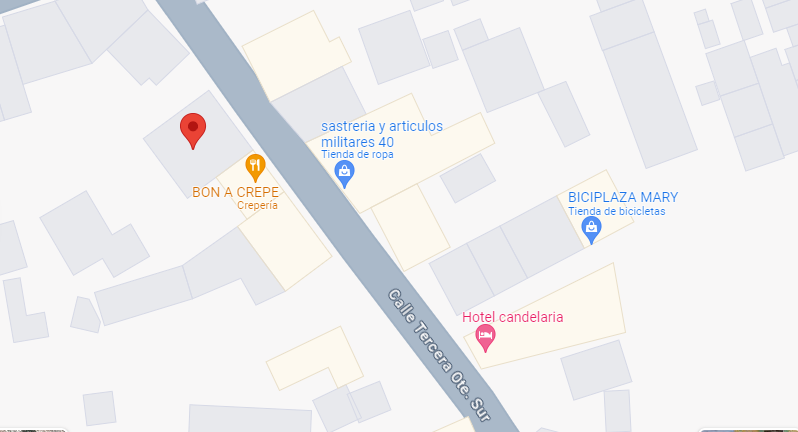 sastreria y articulos
militares 40
Tienda de ropa
BON A CREPE
Crepería
BICIPLAZA MARY
Tienda de bicicletas
Calle Tercera Ote. Sur
Hotel candelaria